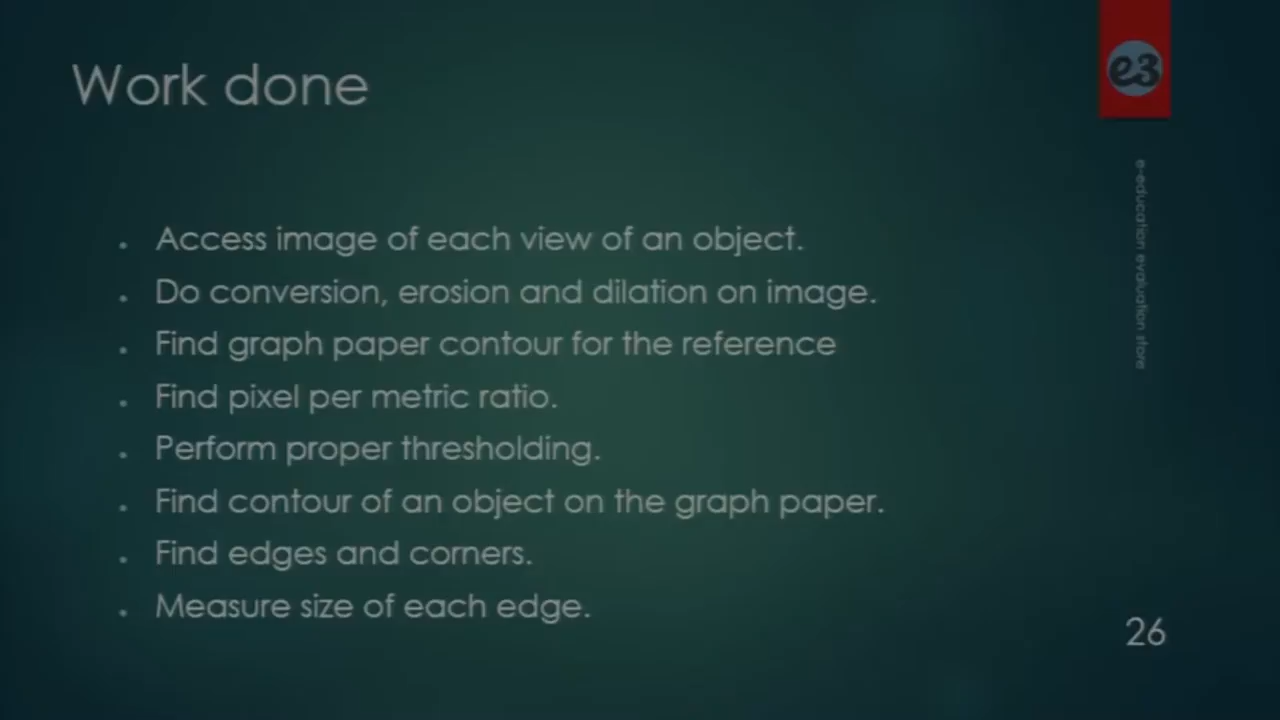 Work done
e3
e-education evaluation store
Access image of each view of an object.
Do conversion, erosion and dilation on image.
Find graph paper contour for the reference
Find pixel per metric ratio.
Perform proper thresholding.
Find contour of an object on the graph paper.
Find edges and corners.
Measure size of each edge.
26